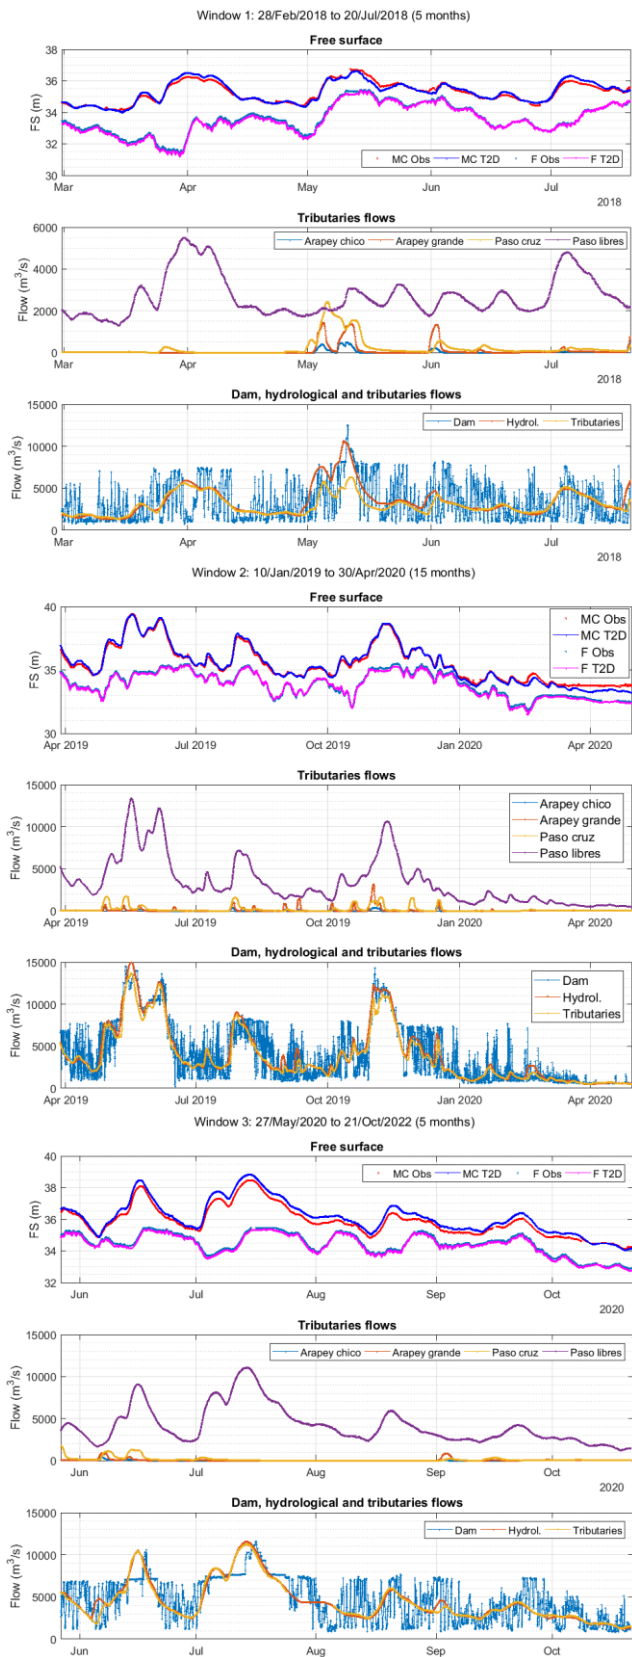 Window 1: 28/Feb/2018 to 20/Jul/2018 (5 months)
Free surface
38
36
34
32
30
FS (m)
MC Obs MC T2D F Obs F T2D
Mar Apr May Jun Jul
2018
Tributaries flows
6000
4000
2000
0
Flow (m³/s)
Arapey chico Arapey grande Paso cruz Paso libres
Mar Apr May Jun Jul
2018
Dam, hydrological and tributaries flows
15000
10000
5000
0
Flow (m³/s)
Dam Hydrol. Tributaries
Mar Apr May Jun Jul
2018
Window 2: 10/Jan/2019 to 30/Apr/2020 (15 months)
Free surface
40
35
30
FS (m)
MC Obs
MC T2D
F Obs
F T2D
Apr 2019 Jul 2019 Oct 2019 Jan 2020 Apr 2020
Tributaries flows
15000
10000
5000
0
Flow (m³/s)
Arapey chico
Arapey grande
Paso cruz
Paso libres
Apr 2019 Jul 2019 Oct 2019 Jan 2020 Apr 2020
Dam, hydrological and tributaries flows
15000
10000
5000
0
Flow (m³/s)
Dam
Hydrol.
Tributaries
Apr 2019 Jul 2019 Oct 2019 Jan 2020 Apr 2020
Window 3: 27/May/2020 to 21/Oct/2022 (5 months)
Free surface
40
38
36
34
32
FS (m)
MC Obs MC T2D F Obs F T2D
Jun Jul Aug Sep Oct
2020
Tributaries flows
15000
10000
5000
0
Flow (m³/s)
Arapey chico Arapey grande Paso cruz Paso libres
Jun Jul Aug Sep Oct
2020
Dam, hydrological and tributaries flows
15000
10000
5000
0
Flow (m³/s)
Dam Hydrol. Tributaries
Jun Jul Aug Sep Oct